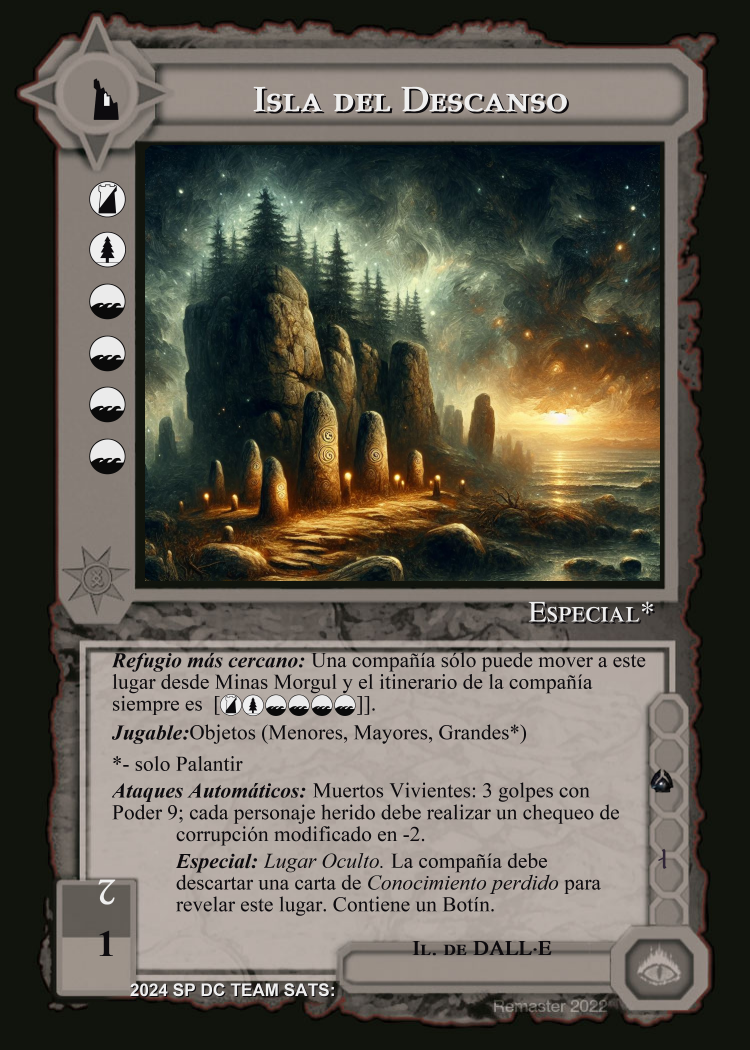 Isla del Descanso
Especial*
Refugio más cercano: Una compañía sólo puede mover a este
lugar desde Minas Morgul y el itinerario de la compañía
siempre es [ ]].
Jugable:Objetos (Menores, Mayores, Grandes*)
*- solo Palantir
Ataques Automáticos: Muertos Vivientes: 3 golpes con
Poder 9; cada personaje herido debe realizar un chequeo de
corrupción modificado en -2.
Especial: Lugar Oculto. La compañía debe
descartar una carta de Conocimiento perdido para
revelar este lugar. Contiene un Botín.
2
1
Il. de DALL·E
2024 SP DC TEAM SATS:
Remaster 2022